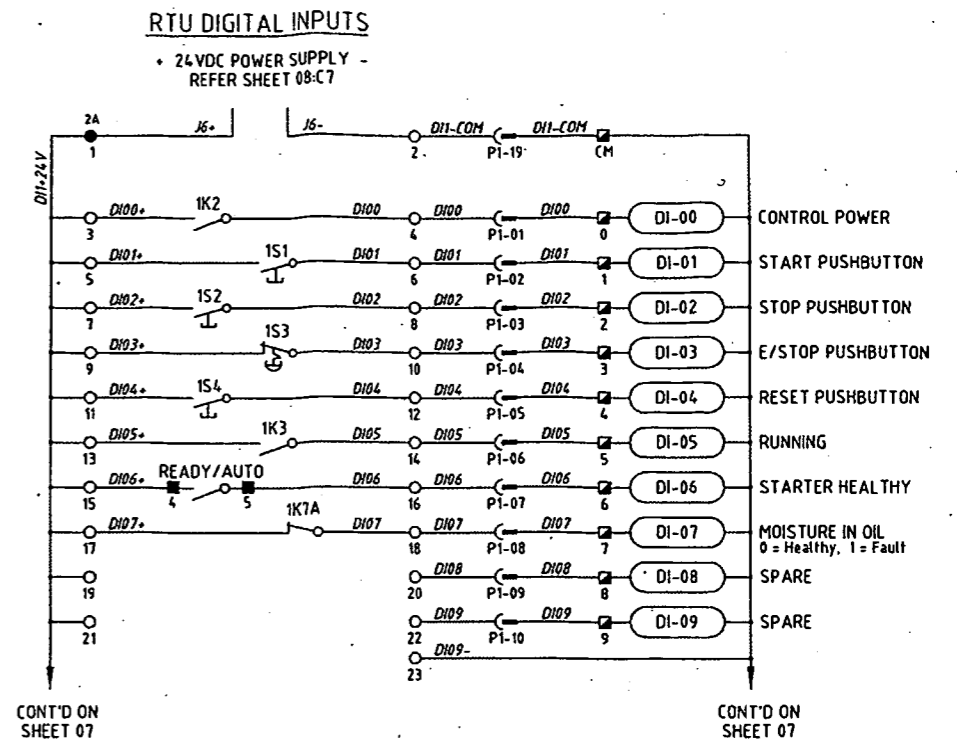 RTU DIGITAL INPUTS
+ 24VDC POWER SUPPLY -
REFER SHEET 08:C7
2A J6+ J6- DI1-COM DI1-COM
1 2 P1-19 CM
DI1+24V
DI00+ 1K2 DI00 DI00 DI00 DI-00 CONTROL POWER
3 4 P1-01 0
DI01+ 1S1 DI01 DI01 DI01 DI-01 START PUSHBUTTON
5 6 P1-02 1
DI02+ 1S2 DI02 DI02 DI02 DI-02 STOP PUSHBUTTON
7 8 P1-03 2
DI03+ 1S3 DI03 DI03 DI03 DI-03 E/STOP PUSHBUTTON
9 10 P1-04 3
DI04+ 1S4 DI04 DI04 DI04 DI-04 RESET PUSHBUTTON
11 12 P1-05 4
DI05+ 1K3 DI05 DI05 DI05 DI-05 RUNNING
13 14 P1-06 5
READY/AUTO
DI06+ DI06 DI06 DI06 DI-06 STARTER HEALTHY
15 4 5 16 P1-07 6
DI07+ 1K7A DI07 DI07 DI07 DI-07 MOISTURE IN OIL
0 = Healthy, 1 = Fault
17 18 P1-08 7
DI08 DI08 DI-08 SPARE
19 20 P1-09 8
DI09 DI09 DI-09 SPARE
21 22 P1-10 9
DI09-
23
CONT'D ON
SHEET 07
CONT'D ON
SHEET 07